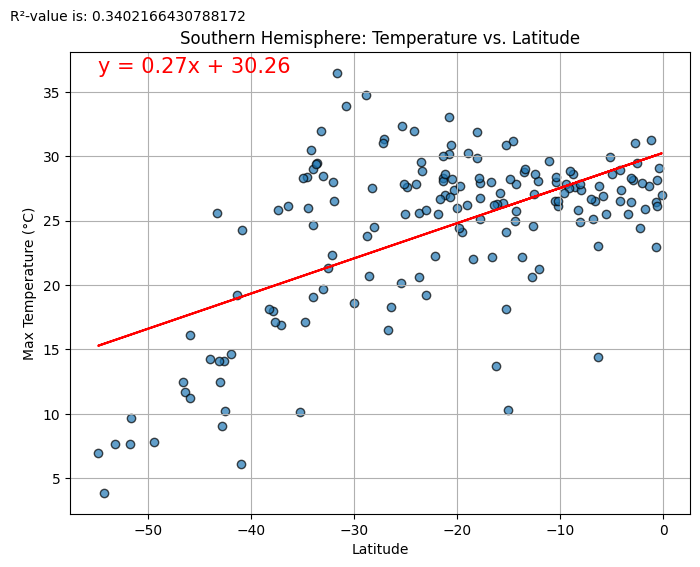 R²-value is: 0.3402166430788172
Southern Hemisphere: Temperature vs. Latitude
y = 0.27x + 30.26
35
30
25
20
15
10
5
Max Temperature (°C)
−50
−40
−30
−20
−10
0
Latitude